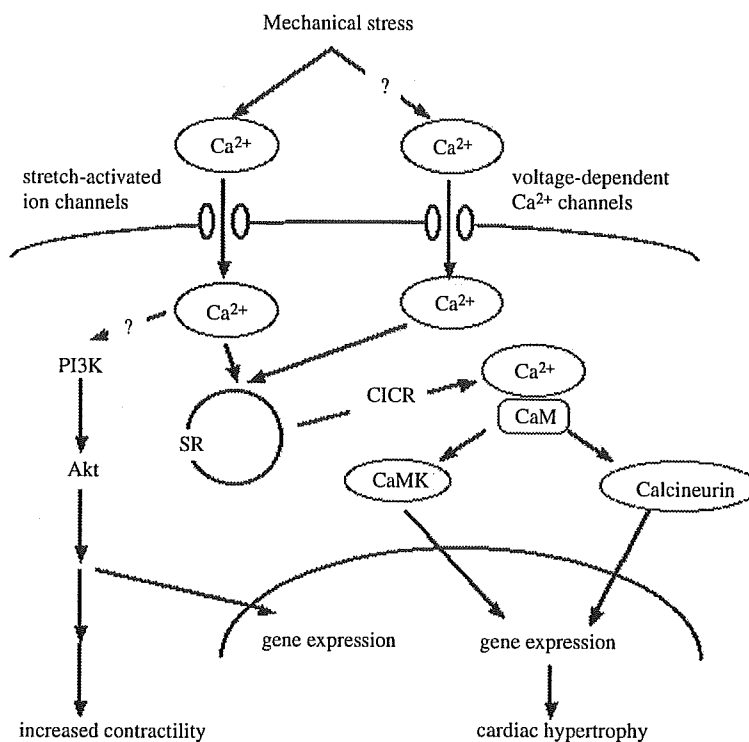 Mechanical stress
?
Ca2+
Ca2+
stretch-activated
ion channels
voltage-dependent
Ca2+ channels
Ca2+
Ca2+
?
PI3K
CICR
Ca2+
CaM
SR
Akt
CaMK
Calcineurin
gene expression
gene expression
increased contractility
cardiac hypertrophy